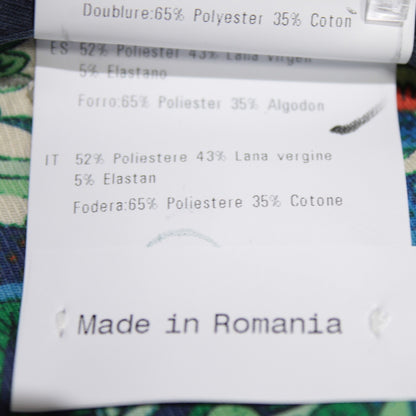 Doublure:65% Polyester 35% Coton
ES 52% Poliester 43% Lana virgen
5% Elastano
Forro:65% Poliester 35% Algodon
IT 52% Poliestere 43% Lana vergine
5% Elastan
Fodera:65% Poliestere 35% Cotone
Made in Romania